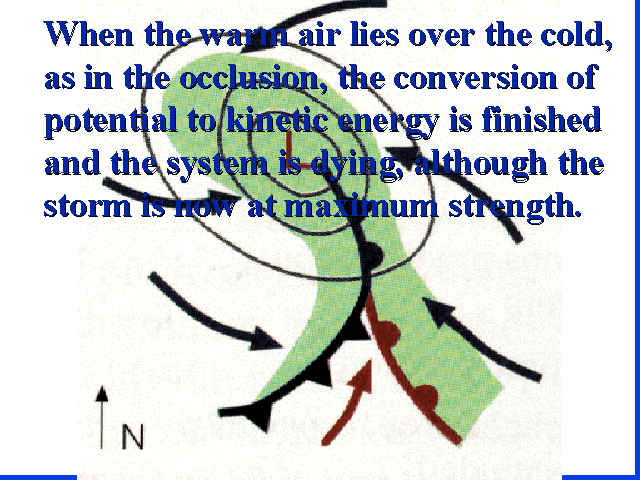 When the warm air lies over the cold,
as in the occlusion, the conversion of
potential to kinetic energy is finished
and the system is dying, although the
storm is now at maximum strength.
L
N